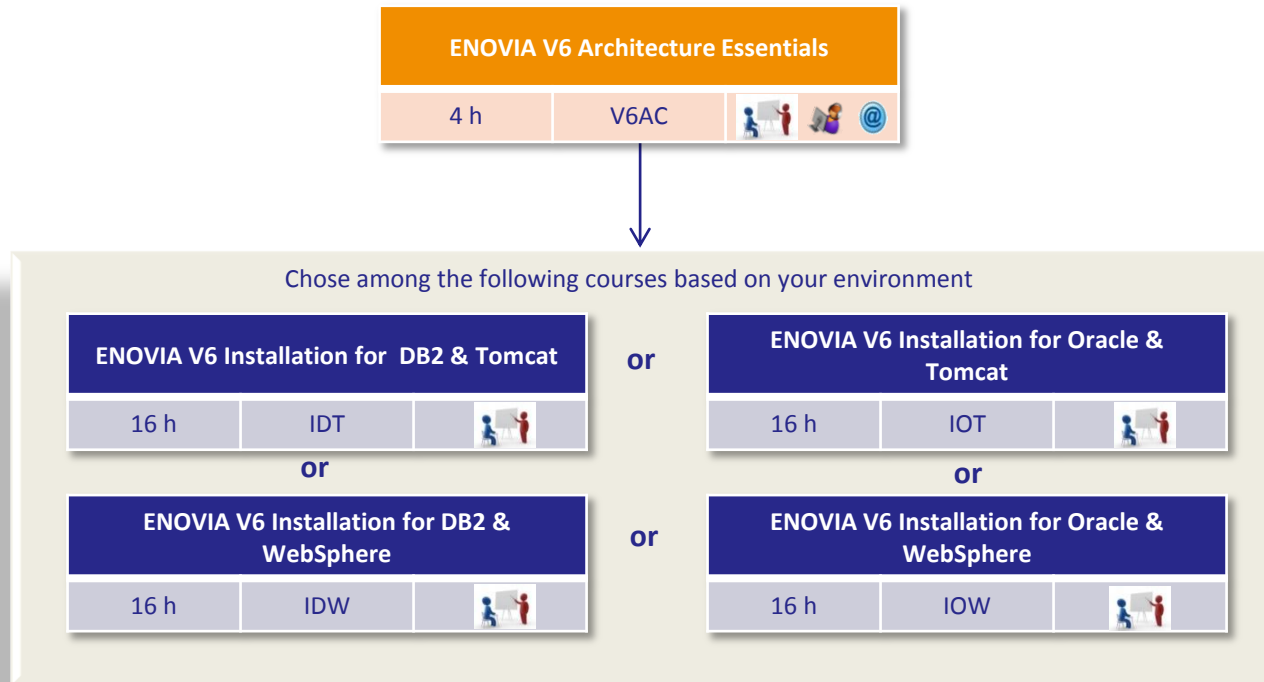 ENOVIA V6 Architecture Essentials
4 h V6AC @
Chose among the following courses based on your environment
ENOVIA V6 Installation for DB2 & Tomcat
16 h IDT
or
ENOVIA V6 Installation for Oracle &
Tomcat
16 h IOT
or
or
ENOVIA V6 Installation for DB2 &
WebSphere
16 h IDW
or
ENOVIA V6 Installation for Oracle &
WebSphere
16 h IOW